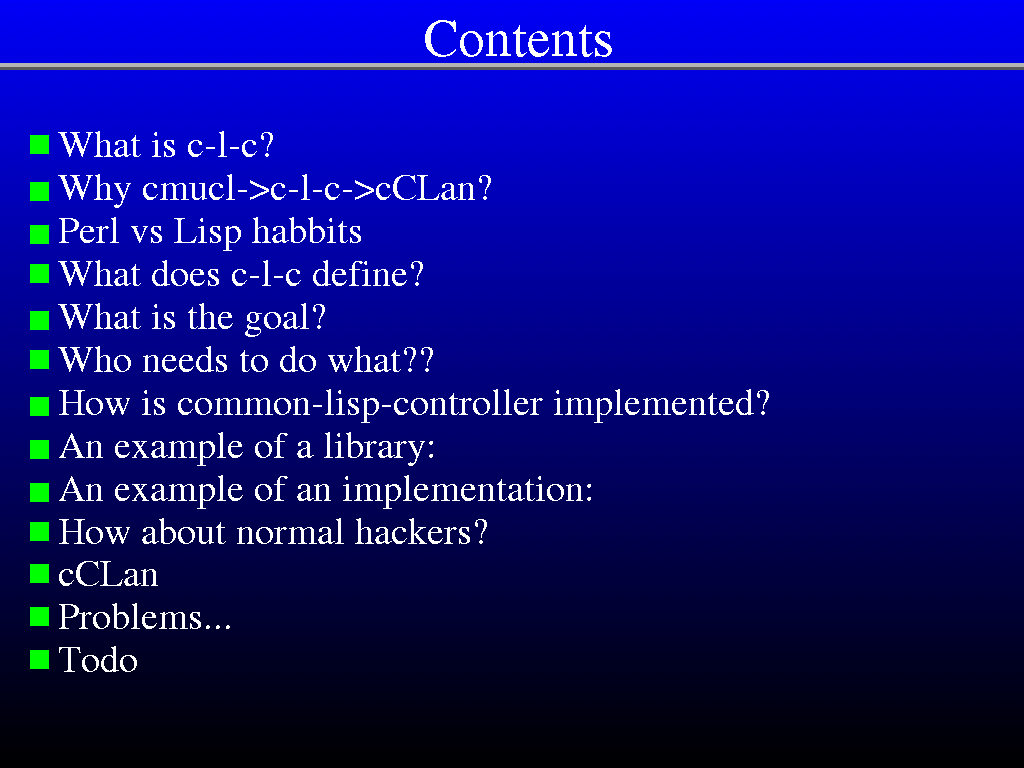 Contents
What is c-l-c?
Why cmucl->c-l-c->cCLan?
Perl vs Lisp habbits
What does c-l-c define?
What is the goal?
Who needs to do what??
How is common-lisp-controller implemented?
An example of a library:
An example of an implementation:
How about normal hackers?
cCLan
Problems...
Todo